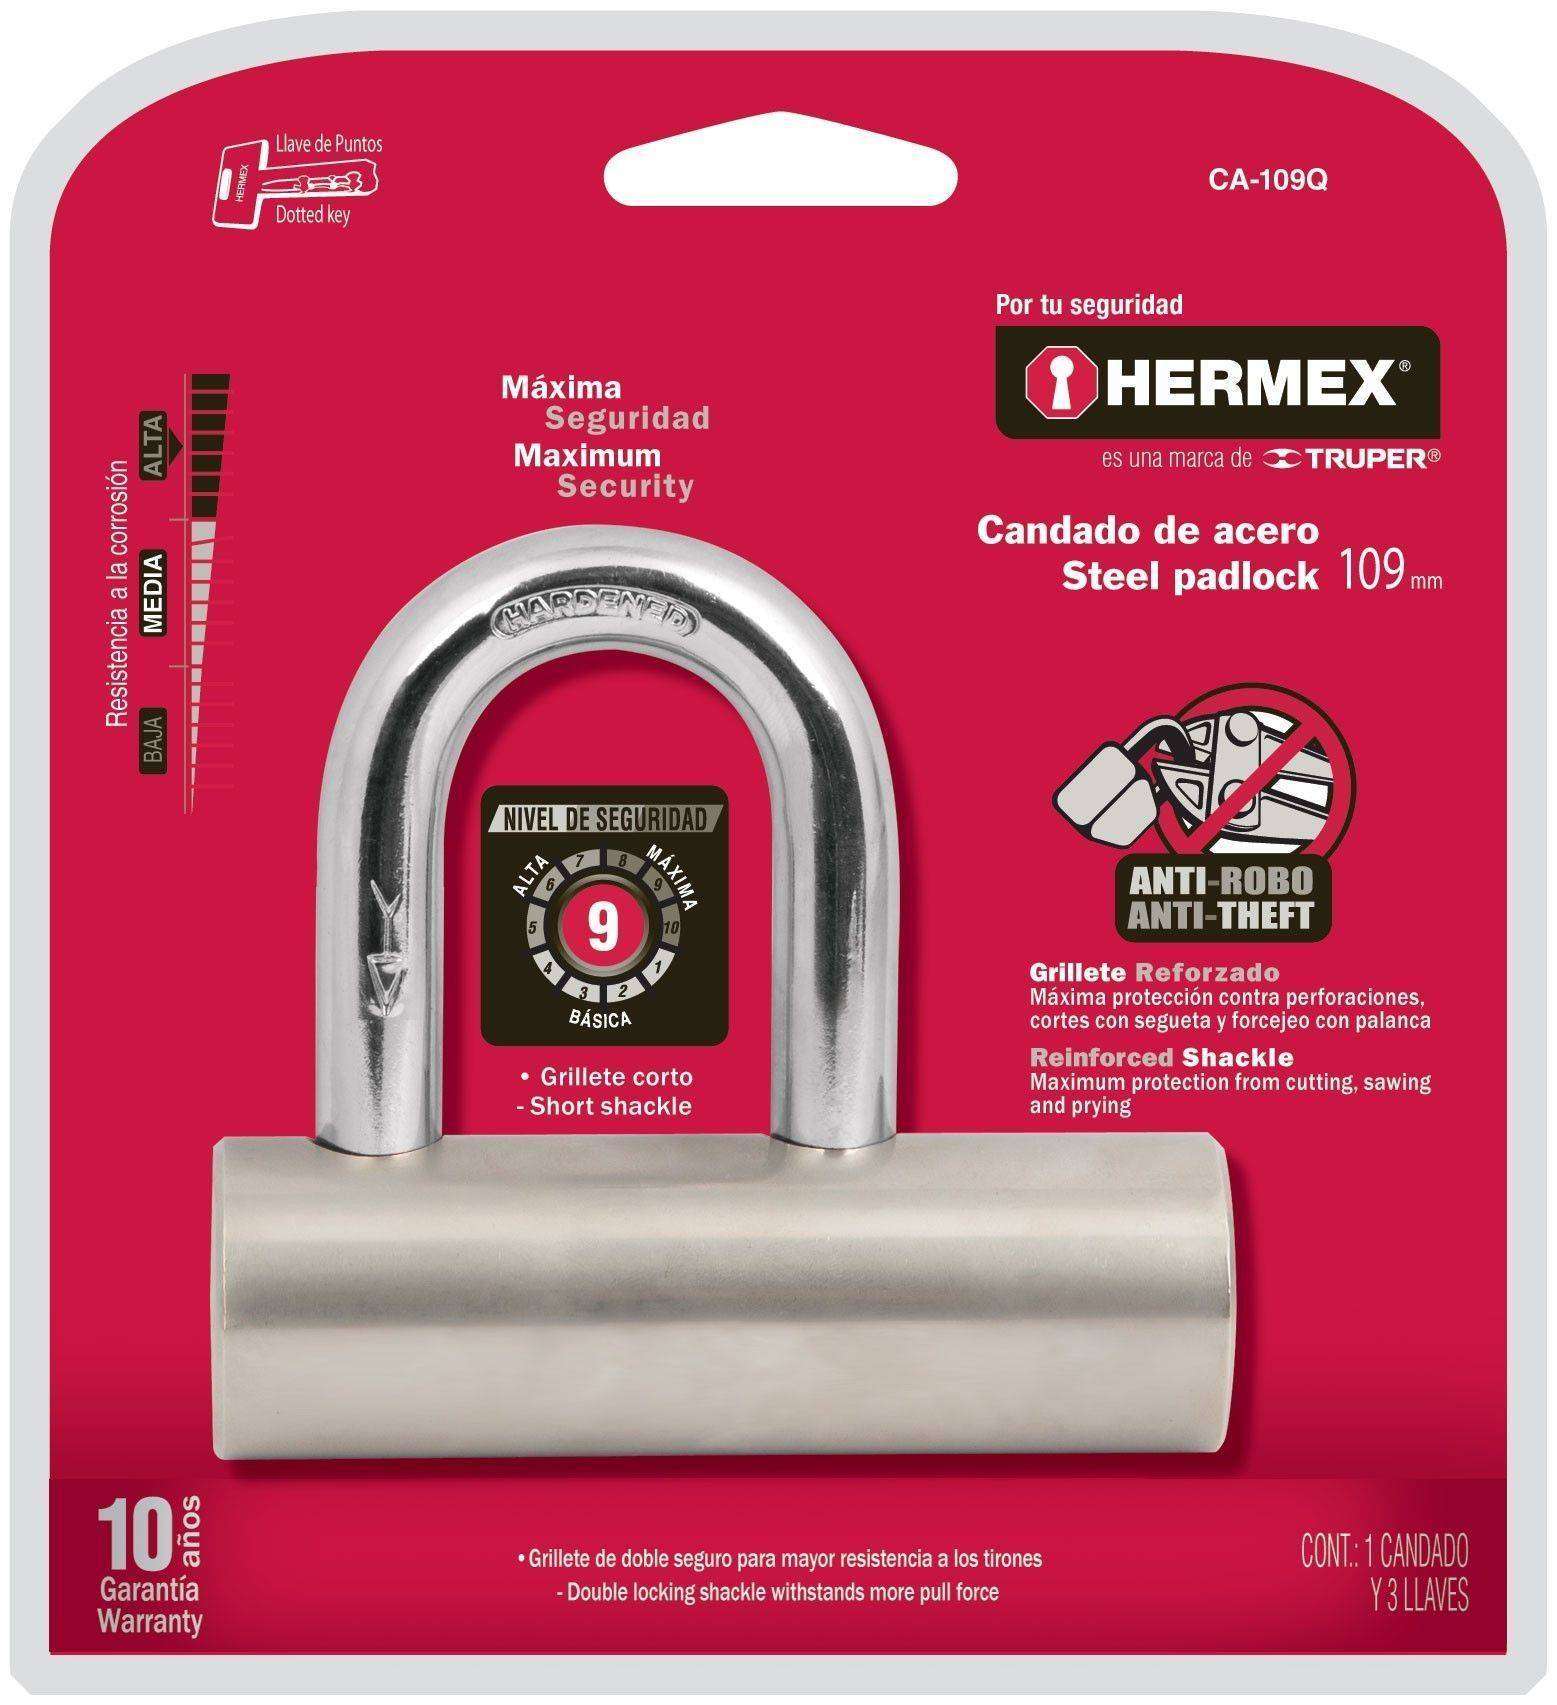 Llave de Puntos
HERMEX
Dotted key
CA-109Q
Por tu seguridad
HERMEX®
es una marca de TRUPER®
Máxima
Seguridad
Maximum
Security
Candado de acero
Steel padlock 109 mm
Resistencia a la corrosión
ALTA
MEDIA
BAJA
HARDENED
NIVEL DE SEGURIDAD
ALTA
MÁXIMA
BÁSICA
7 8
6 9
5 9 10
4 1
3 2
• Grillete corto
- Short shackle
ANTI-ROBO
ANTI-THEFT
Grillete Reforzado
Máxima protección contra perforaciones,
cortes con segueta y forcejeo con palanca
Reinforced Shackle
Maximum protection from cutting, sawing
and prying
10 años
Garantía
Warranty
• Grillete de doble seguro para mayor resistencia a los tirones
- Double locking shackle withstands more pull force
CONT.: 1 CANDADO
Y 3 LLAVES